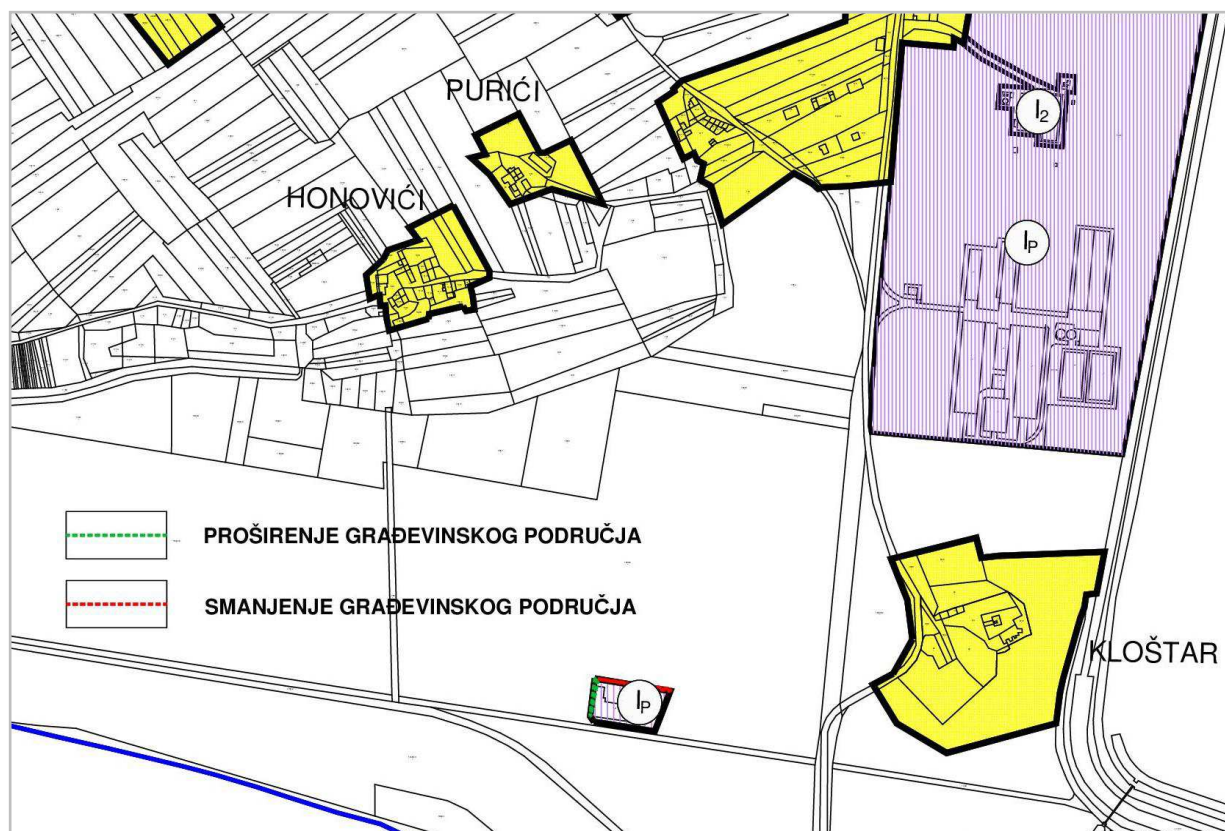 PURIĆI
I2
HONOVIĆI
IP
PROŠIRENJE GRAĐEVINSKOG PODRUČJA
SMANJENJE GRAĐEVINSKOG PODRUČJA
KLOŠTAR
IP